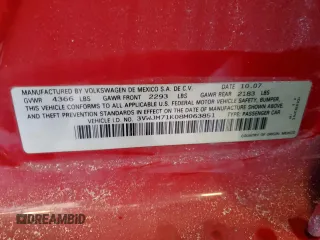 MANUFACTURED BY VOLKSWAGEN DE MEXICO S.A. DE C.V. 10.07
GVWR 4366 LBS GAWR FRONT 2293 LBS GAWR REAR 2183 LBS
THIS VEHICLE CONFORMS TO ALL APPLICABLE U.S. FEDERAL MOTOR VEHICLE SAFETY, BUMPER,
AND THEFT PREVENTION STANDARDS IN EFFECT ON THE DATE OF MANUFACTURE SHOWN ABOVE.
VEHICLE I.D. NO. 3VWJM71K08M063851 TYPE: PASSENGER CAR
DREAMBID